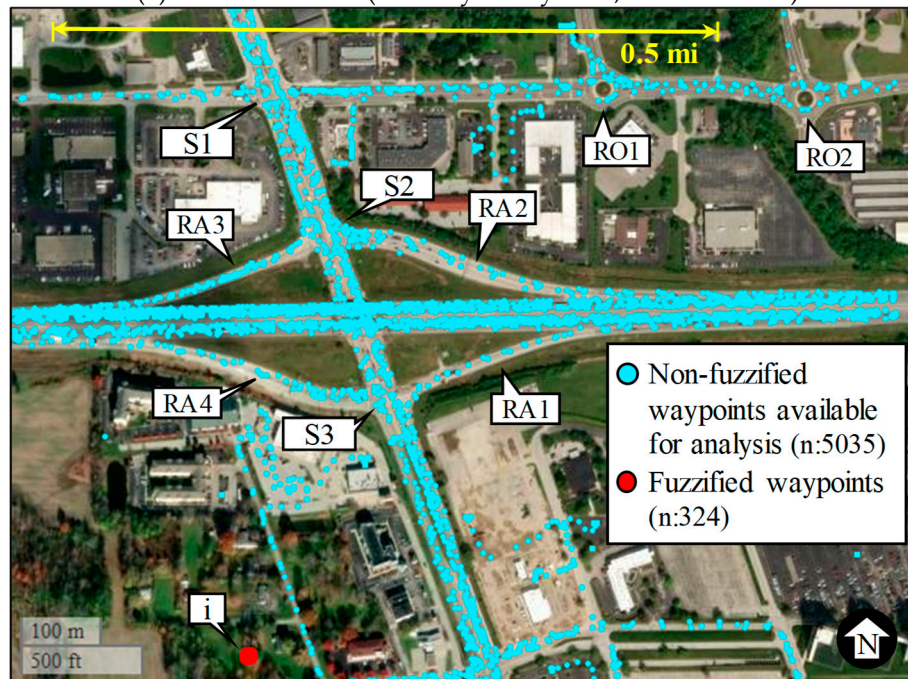 0.5 mi
S1
RO1
RO2
S2
RA3
RA2
RA4
RA1
S3
Non-fuzzified
waypoints available
for analysis (n:5035)
Fuzzified waypoints
(n:324)
i
100 m
500 ft
N